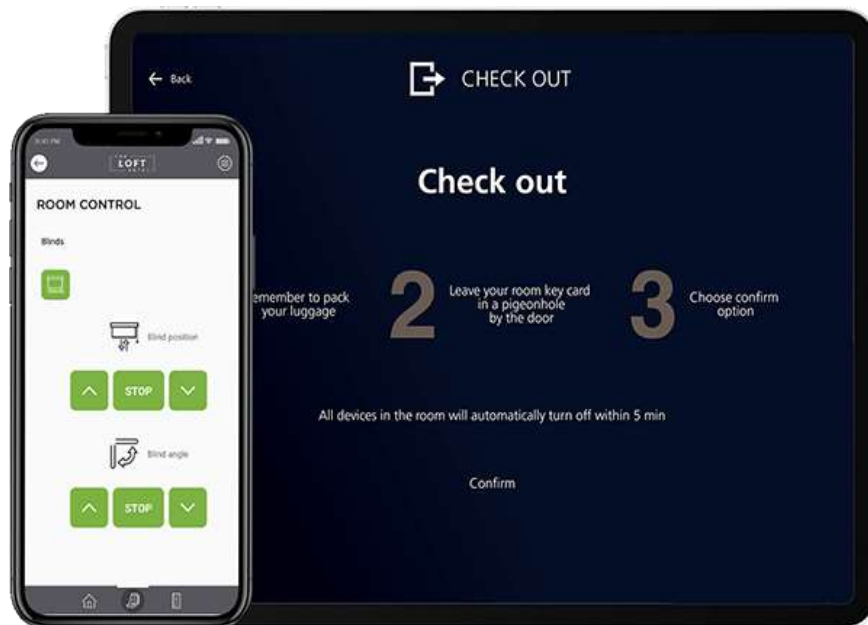 Back
CHECK OUT
Check out
emember to pack
your luggage
2
Leave your room key card
in a pigeonhole
by the door
3
Choose confirm
option
All devices in the room will automatically turn off within 5 min
Confirm
LOFT
ROOM CONTROL
Blinds
Blind position
STOP
Blind angle
STOP